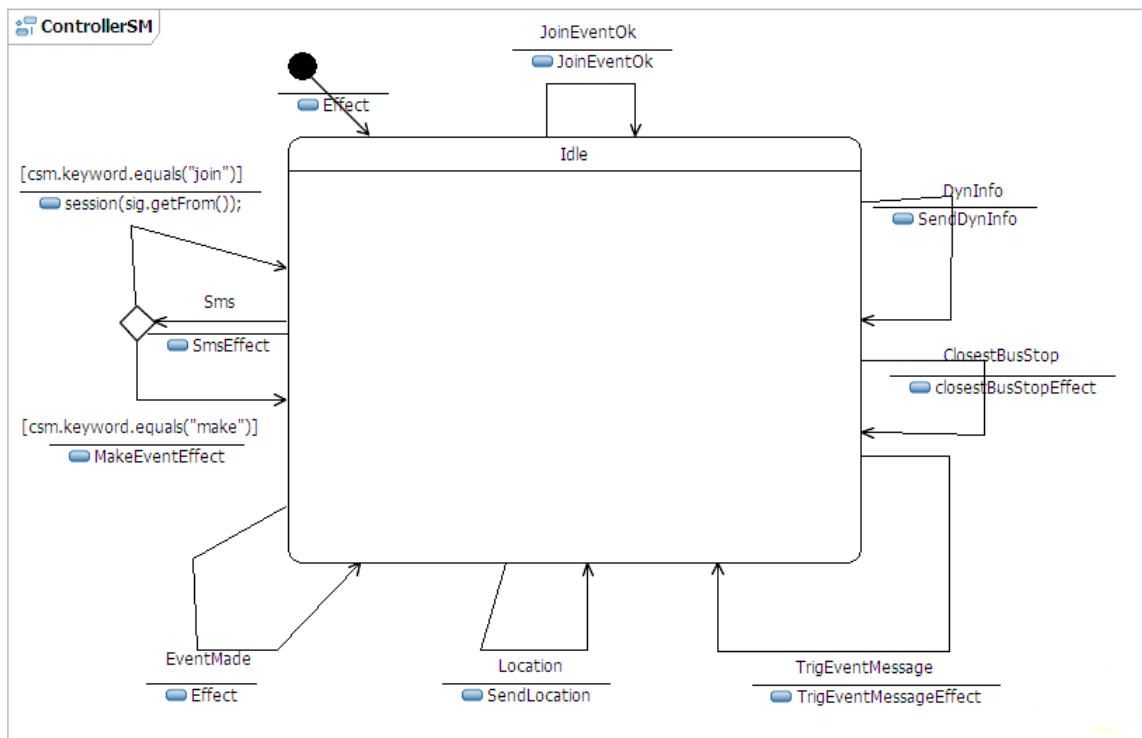 ControllerSM
JoinEventOk
JoinEventOk
Effect
Idle
[csm.keyword.equals("join")]
session(sig.getFrom());
DynInfo
SendDynInfo
Sms
SmsEffect
ClosestBusStop
closestBusStopEffect
[csm.keyword.equals("make")]
MakeEventEffect
EventMade
Effect
Location
SendLocation
TrigEventMessage
TrigEventMessageEffect